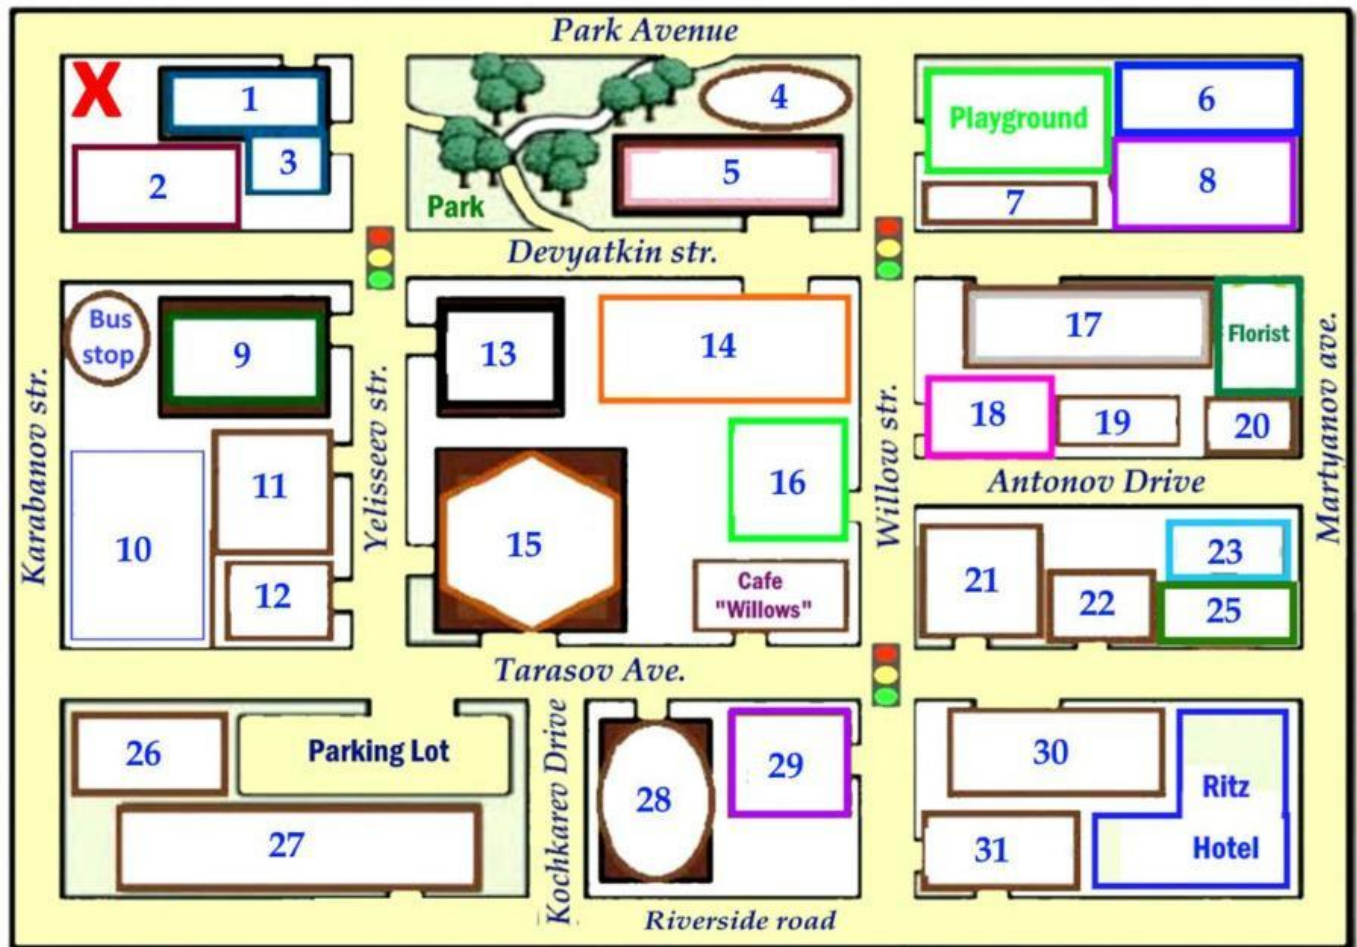 Park Avenue
X
1
2
3
4
5
Park
Playground
6
7
8
Devyatkin str.
Bus
stop
9
10
11
12
Karabanov str.
Yelisseev str.
13
14
15
16
Cafe
"Willows"
Willow str.
17
Florist
18
19
20
Antonov Drive
Martyanov ave.
21
22
23
25
Tarasov Ave.
26
Parking Lot
27
Kochkarev Drive
28
29
30
31
Ritz
Hotel
Riverside road